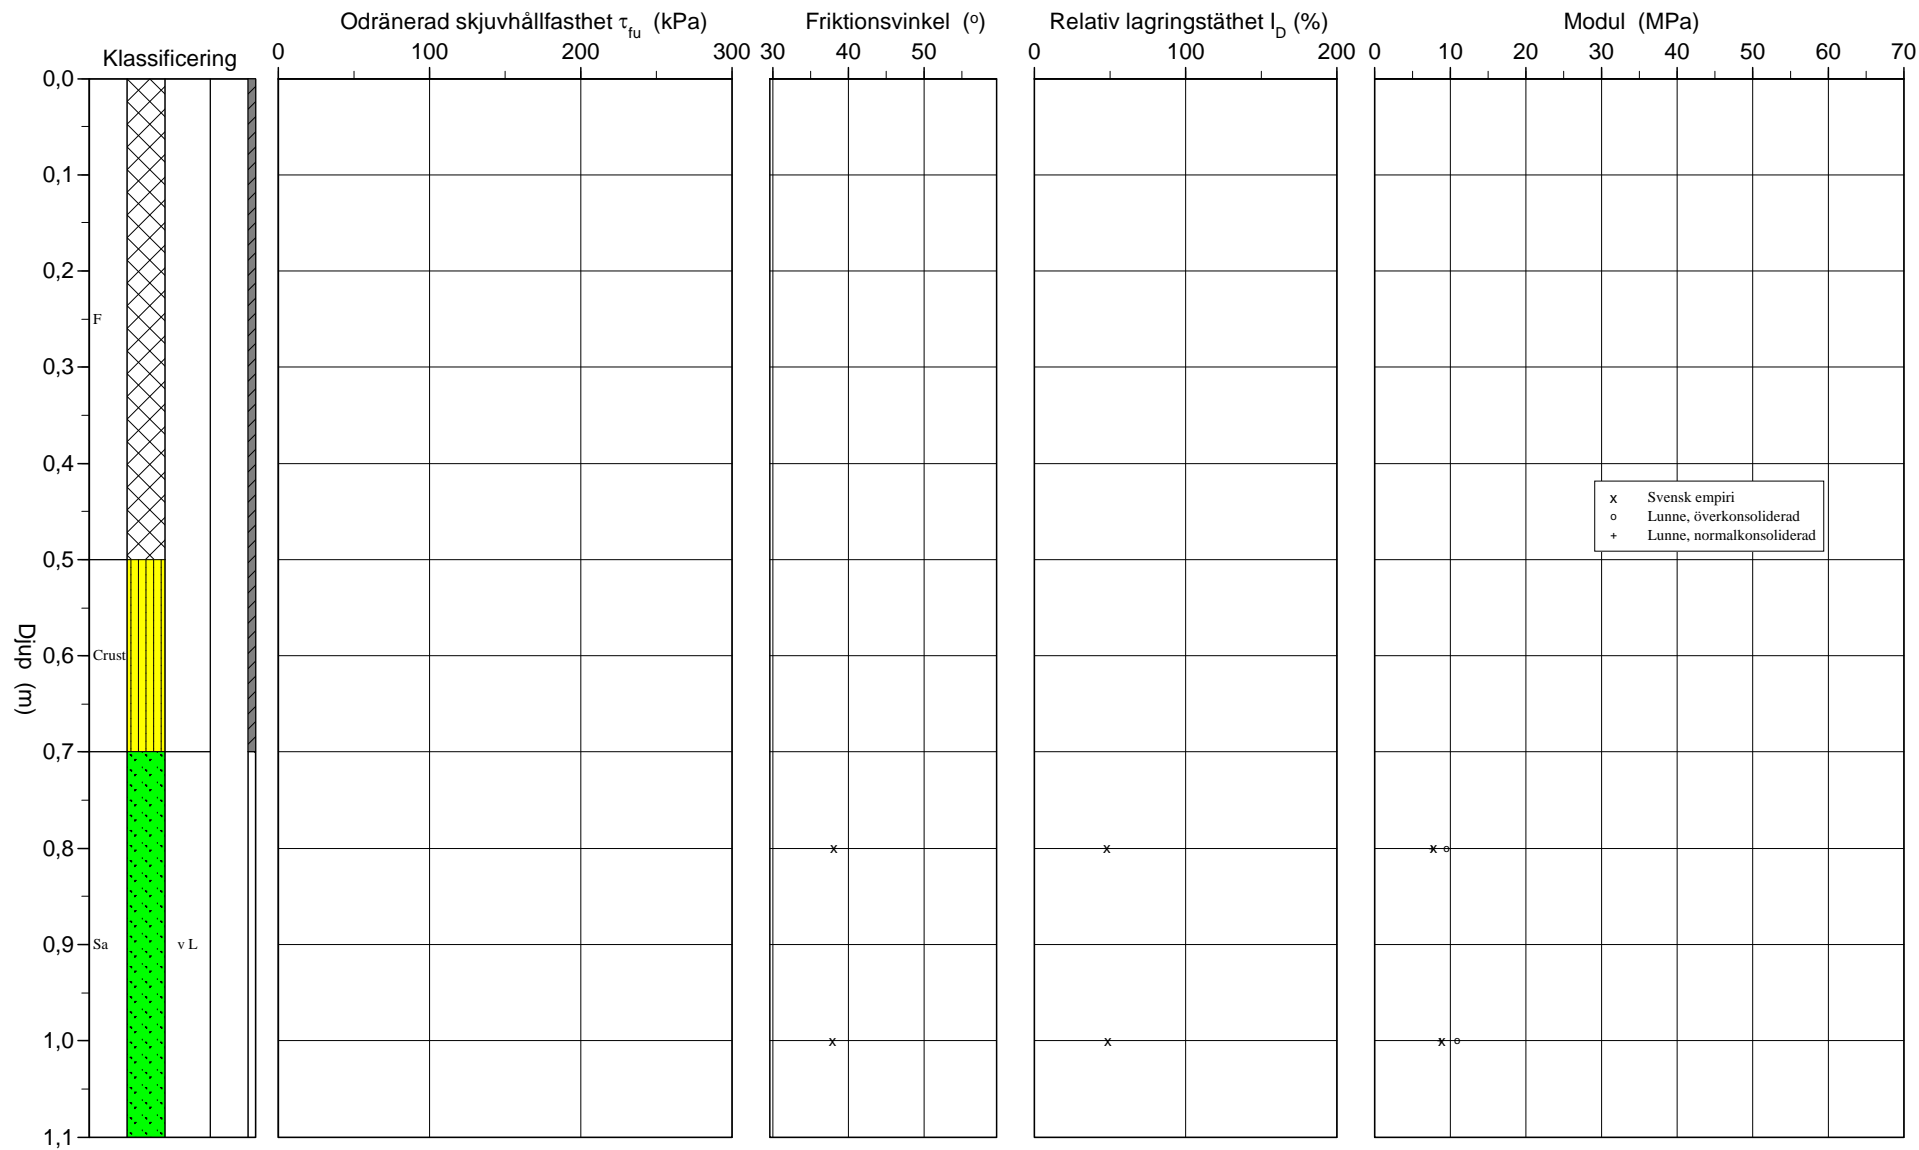 Odränerad skjuvhållfasthet τfu (kPa) Friktionsvinkel (o) Relativ lagringstäthet ID (%) Modul (MPa)
Klassificering
0 100 200 300 30 40 50 0 100 200 0 10 20 30 40 50 60 70
0,0
0,1
0,2
F
0,3
0,4
x Svensk empiri
o Lunne, överkonsoliderad
+ Lunne, normalkonsoliderad
0,5
Djup (m)
0,6
Crust
0,7
0,8
0,9
Sa
v L
1,0
1,1